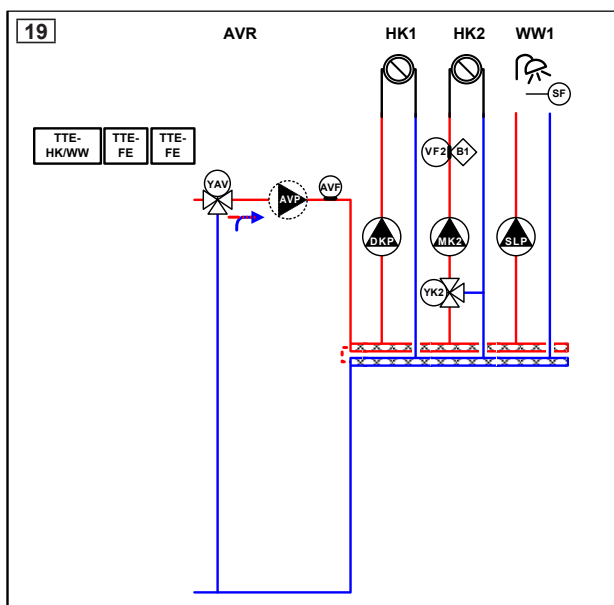 19 AVR HK1 HK2 WW1
SF
TTE- TTE- TTE-
HK/WW FE FE
VF2 B1
YAV AVP AVF
DKP MK2 SLP
YK2